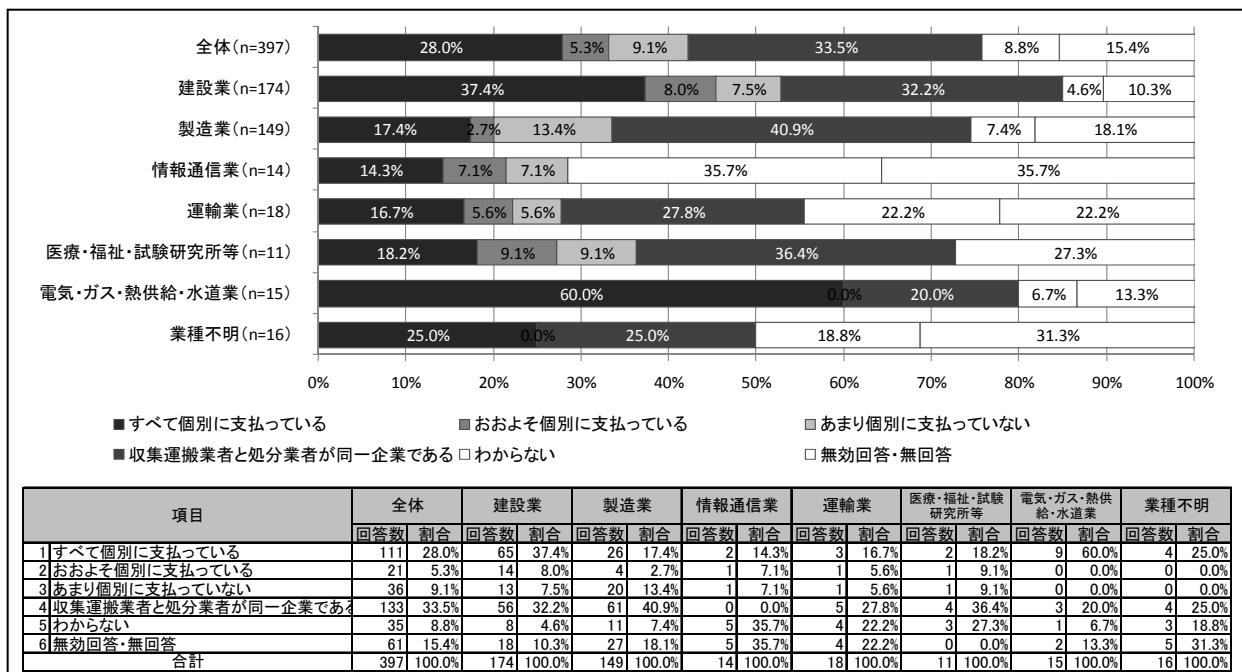 全体(n=397) 28.0% 5.3% 9.1% 33.5% 8.8% 15.4%
建設業(n=174) 37.4% 8.0% 7.5% 32.2% 4.6% 10.3%
製造業(n=149) 17.4% 2.7% 13.4% 40.9% 7.4% 18.1%
情報通信業(n=14) 14.3% 7.1% 7.1% 35.7% 35.7%
運輸業(n=18) 16.7% 5.6% 5.6% 27.8% 22.2% 22.2%
医療・福祉・試験研究所等(n=11) 18.2% 9.1% 9.1% 36.4% 27.3%
電気・ガス・熱供給・水道業(n=15) 60.0% 0.0% 20.0% 6.7% 13.3%
業種不明(n=16) 25.0% 0.0% 25.0% 18.8% 31.3%
0% 10% 20% 30% 40% 50% 60% 70% 80% 90% 100%
すべて個別に支払っている おおよそ個別に支払っている あまり個別に支払っていない
収集運搬業者と処分業者が同一企業である わからない 無効回答・無回答
項目 全体 建設業 製造業 情報通信業 運輸業 医療・福祉・試験研究所等 電気・ガス・熱供給・水道業 業種不明
回答数 割合 回答数 割合 回答数 割合 回答数 割合 回答数 割合 回答数 割合 回答数 割合 回答数 割合
1 すべて個別に支払っている 111 28.0% 65 37.4% 26 17.4% 2 14.3% 3 16.7% 2 18.2% 9 60.0% 4 25.0%
2 おおよそ個別に支払っている 21 5.3% 14 8.0% 4 2.7% 1 7.1% 1 5.6% 1 9.1% 0 0.0% 0 0.0%
3 あまり個別に支払っていない 36 9.1% 13 7.5% 20 13.4% 1 7.1% 1 5.6% 1 9.1% 0 0.0% 0 0.0%
4 収集運搬業者と処分業者が同一企業である 133 33.5% 56 32.2% 61 40.9% 0 0.0% 5 27.8% 4 36.4% 3 20.0% 4 25.0%
5 わからない 35 8.8% 8 4.6% 11 7.4% 5 35.7% 4 22.2% 3 27.3% 1 6.7% 3 18.8%
6 無効回答・無回答 61 15.4% 18 10.3% 27 18.1% 5 35.7% 4 22.2% 0 0.0% 2 13.3% 5 31.3%
合計 397 100.0% 174 100.0% 149 100.0% 14 100.0% 18 100.0% 11 100.0% 15 100.0% 16 100.0%